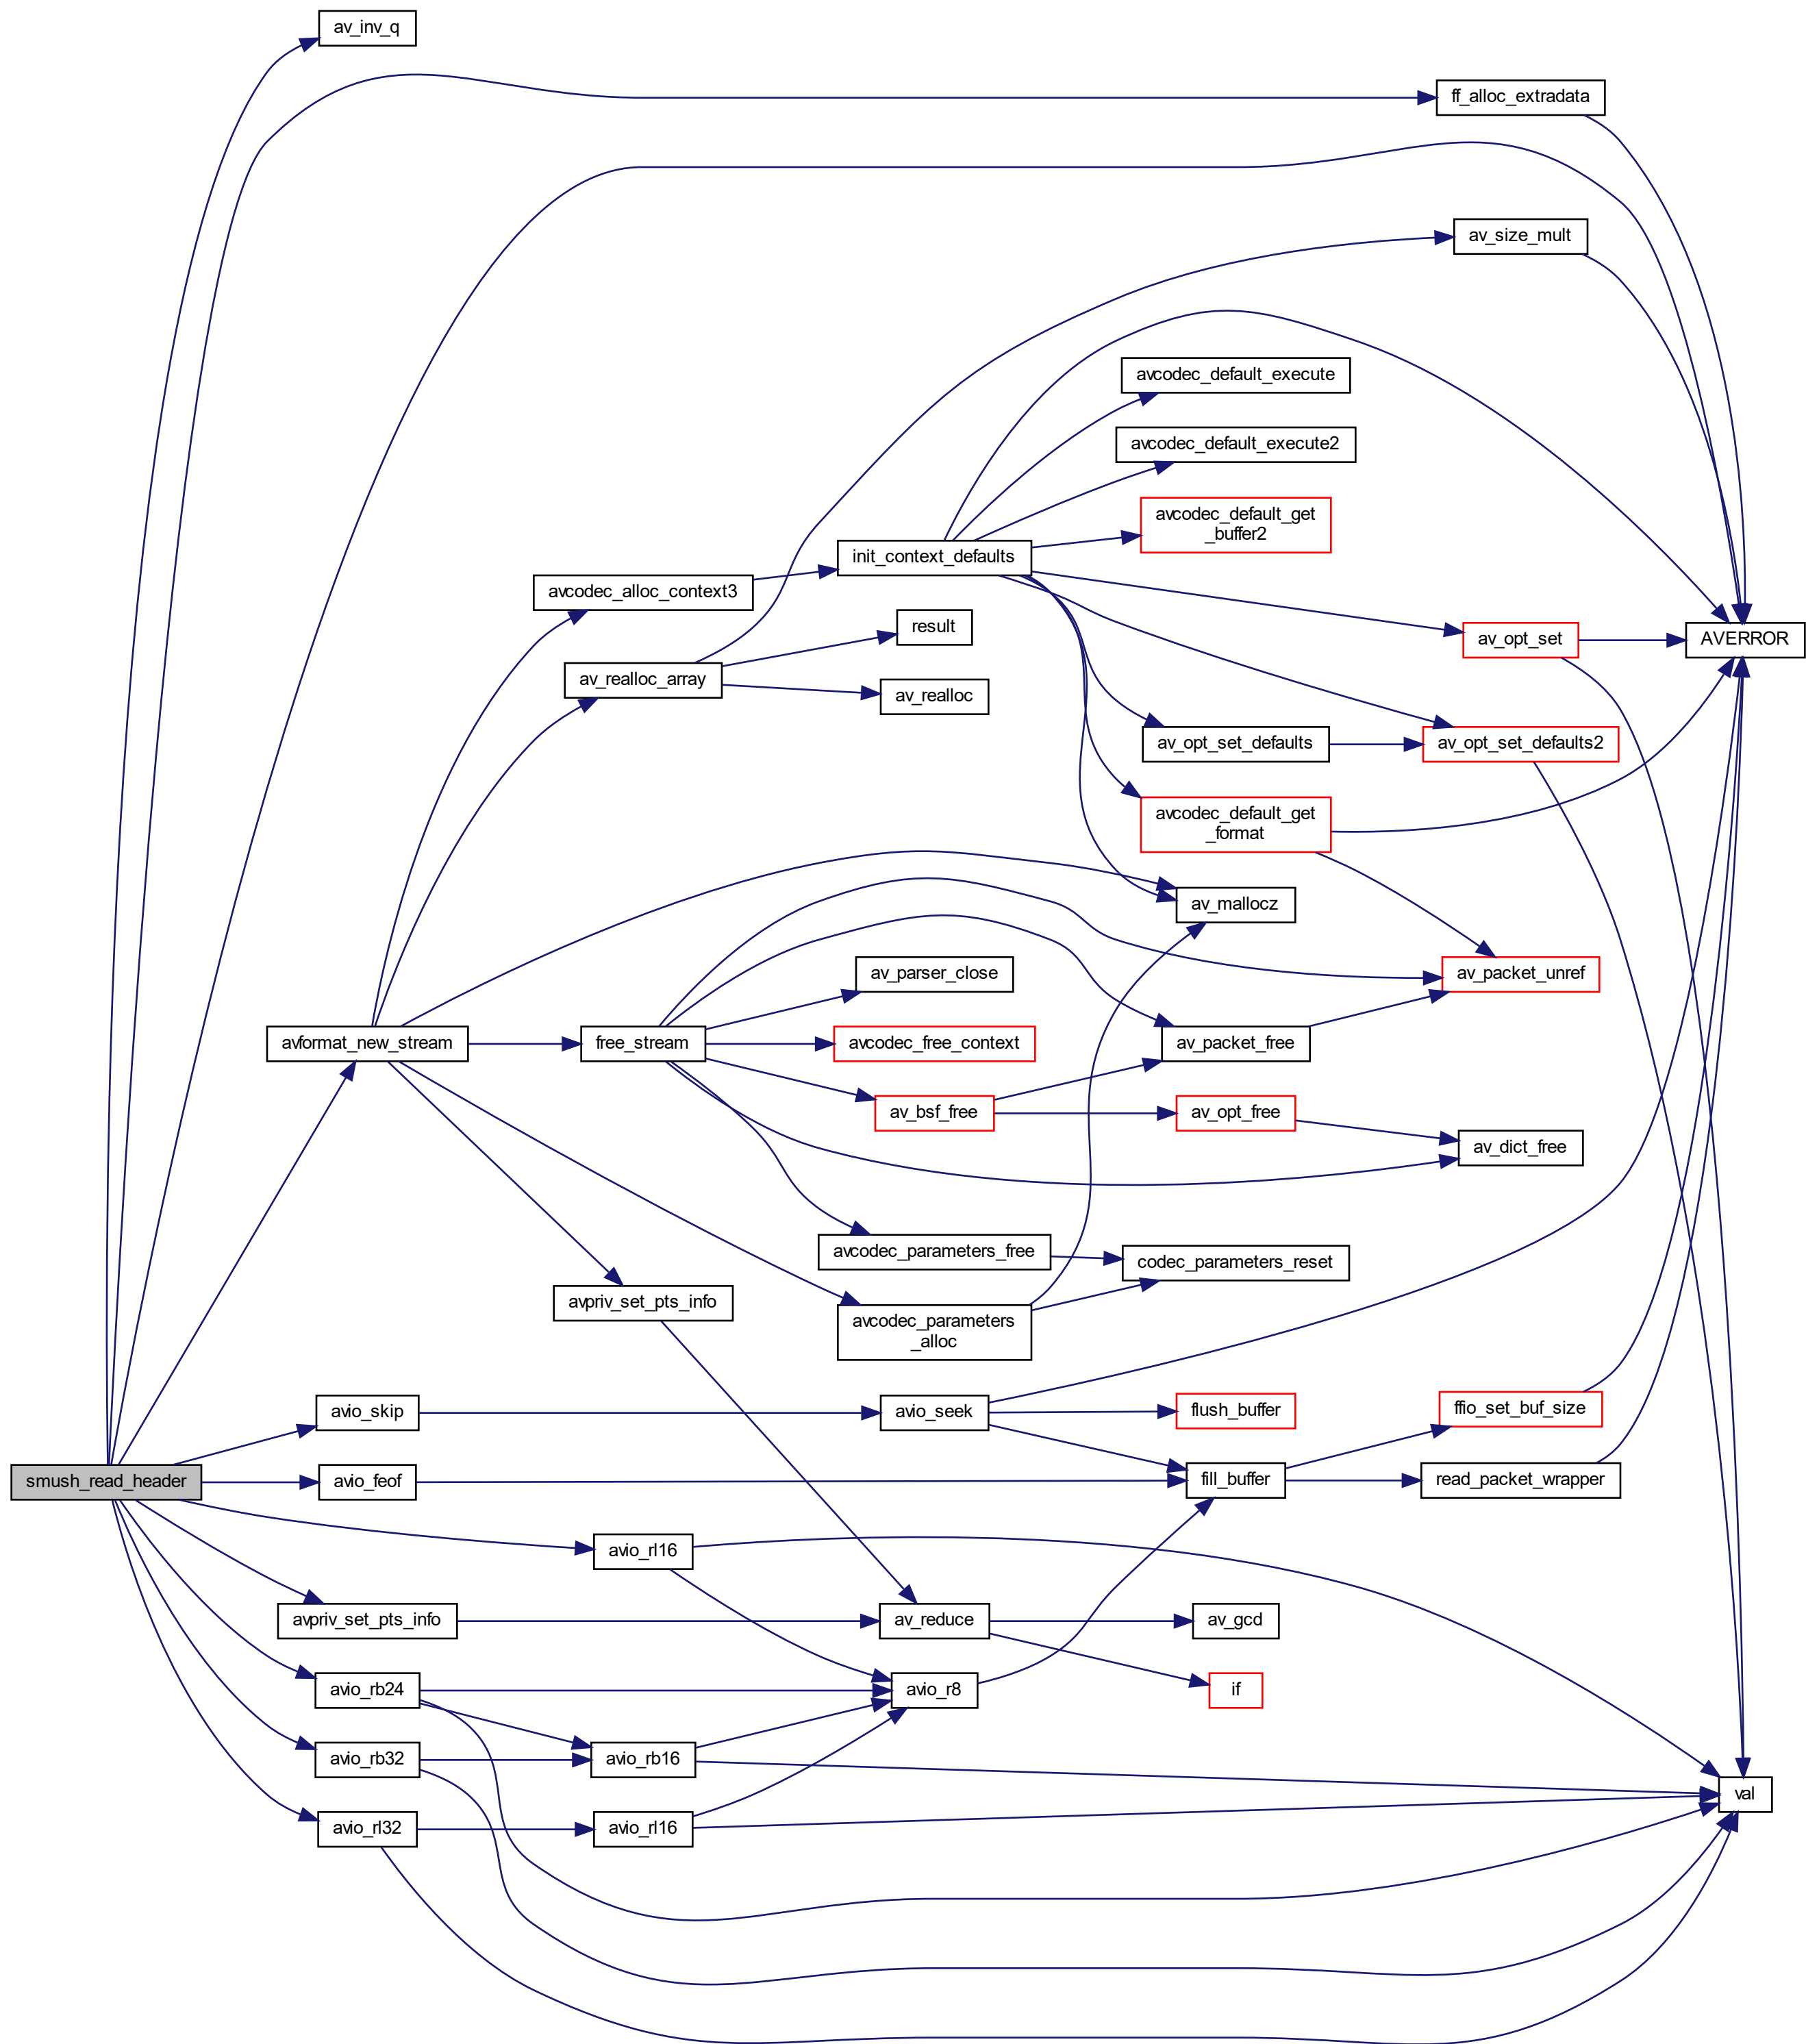 av_inv_q
ff_alloc_extradata
av_size_mult
avcodec_default_execute
avcodec_default_execute2
avcodec_default_get
_buffer2
init_context_defaults
avcodec_alloc_context3
result
av_opt_set
AVERROR
av_realloc_array
av_realloc
av_opt_set_defaults
av_opt_set_defaults2
avcodec_default_get
_format
av_mallocz
av_parser_close
av_packet_unref
avformat_new_stream
free_stream
avcodec_free_context
av_packet_free
av_bsf_free
av_opt_free
av_dict_free
avcodec_parameters_free
codec_parameters_reset
avpriv_set_pts_info
avcodec_parameters
_alloc
avio_skip
avio_seek
flush_buffer
ffio_set_buf_size
smush_read_header
avio_feof
fill_buffer
read_packet_wrapper
avio_rl16
avpriv_set_pts_info
av_reduce
av_gcd
avio_rb24
avio_r8
if
avio_rb32
avio_rb16
val
avio_rl32
avio_rl16